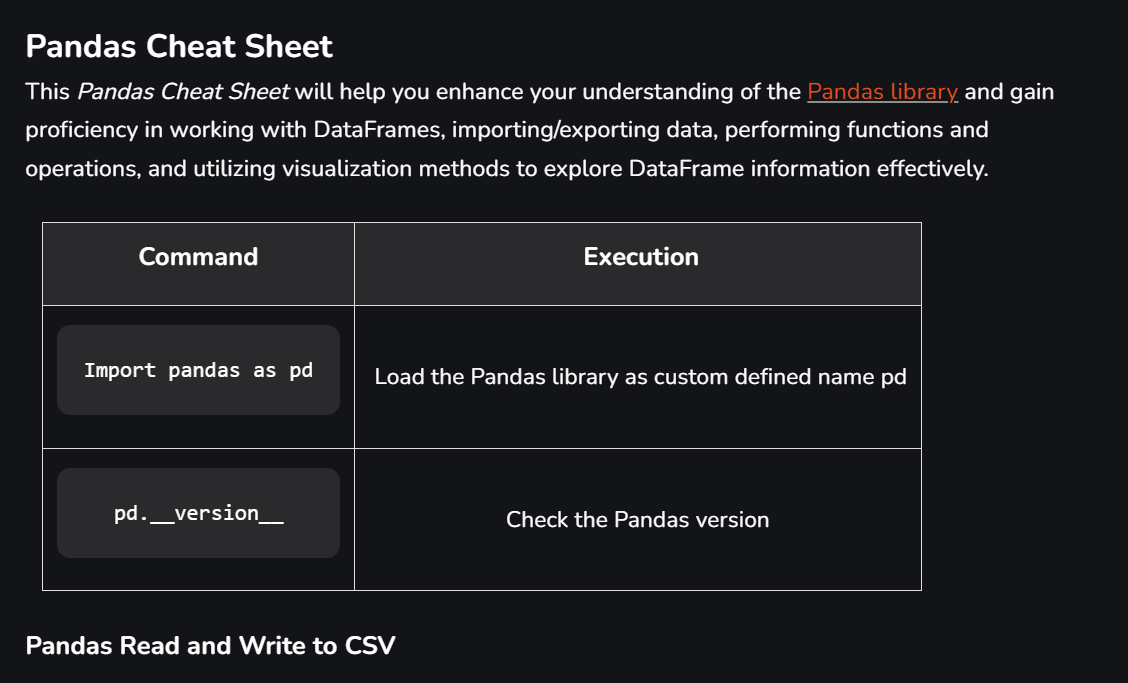 Pandas Cheat Sheet
This Pandas Cheat Sheet will help you enhance your understanding of the Pandas library and gain
proficiency in working with DataFrames, importing/exporting data, performing functions and
operations, and utilizing visualization methods to explore DataFrame information effectively.
Command Execution
Import pandas as pd Load the Pandas library as custom defined name pd
pd.__version__ Check the Pandas version
Pandas Read and Write to CSV